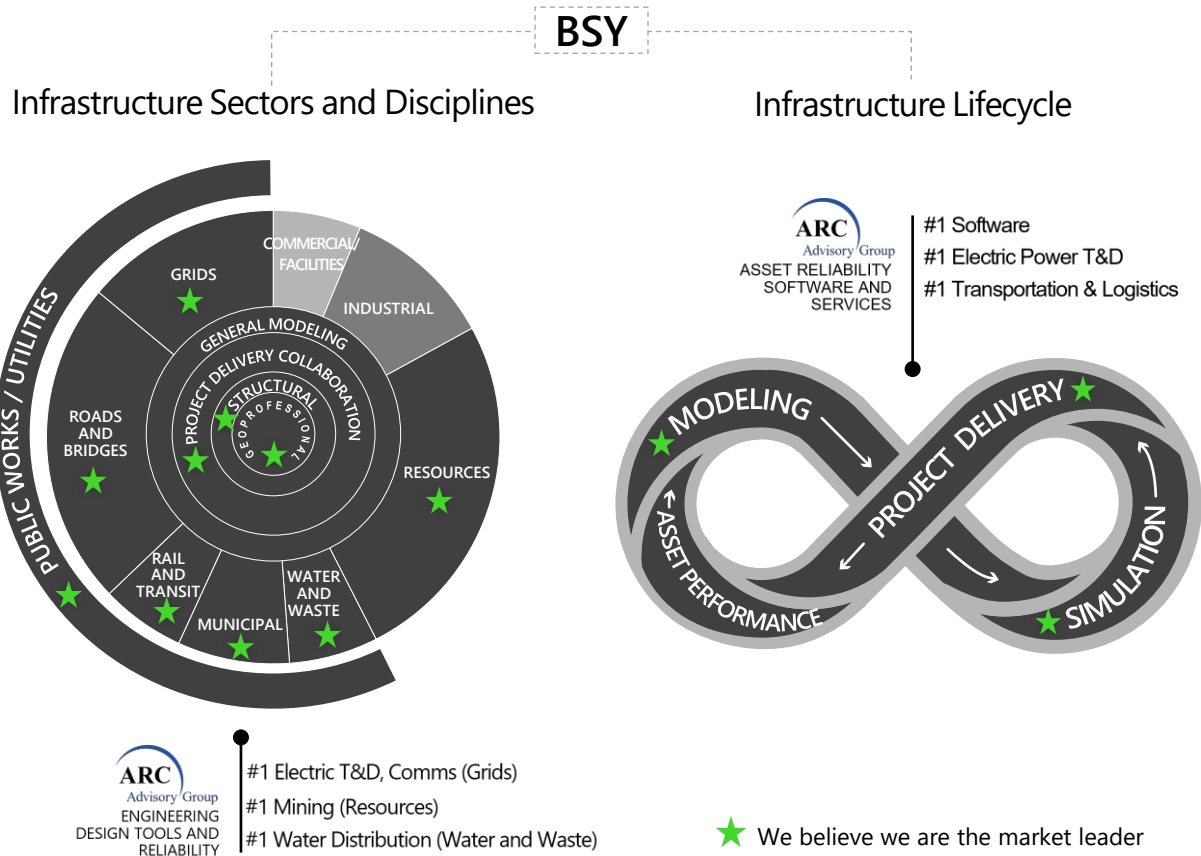 BSY
Infrastructure Sectors and Disciplines
Infrastructure Lifecycle
PUBLIC WORKS / UTILITIES
GRIDS
COMMERCIAL/
FACILITIES
INDUSTRIAL
ROADS
AND
BRIDGES
RESOURCES
RAIL
AND
TRANSIT
MUNICIPAL
WATER
AND
WASTE
GENERAL MODELING
PROJECT DELIVERY COLLABORATION
STRUCTURAL
GEOPROFESSIONAL
ARC
Advisory Group
ENGINEERING
DESIGN TOOLS AND
RELIABILITY
#1 Electric T&D, Comms (Grids)
#1 Mining (Resources)
#1 Water Distribution (Water and Waste)
ARC
Advisory Group
ASSET RELIABILITY
SOFTWARE AND
SERVICES
#1 Software
#1 Electric Power T&D
#1 Transportation & Logistics
MODELING
PROJECT DELIVERY
ASSET PERFORMANCE
SIMULATION
We believe we are the market leader